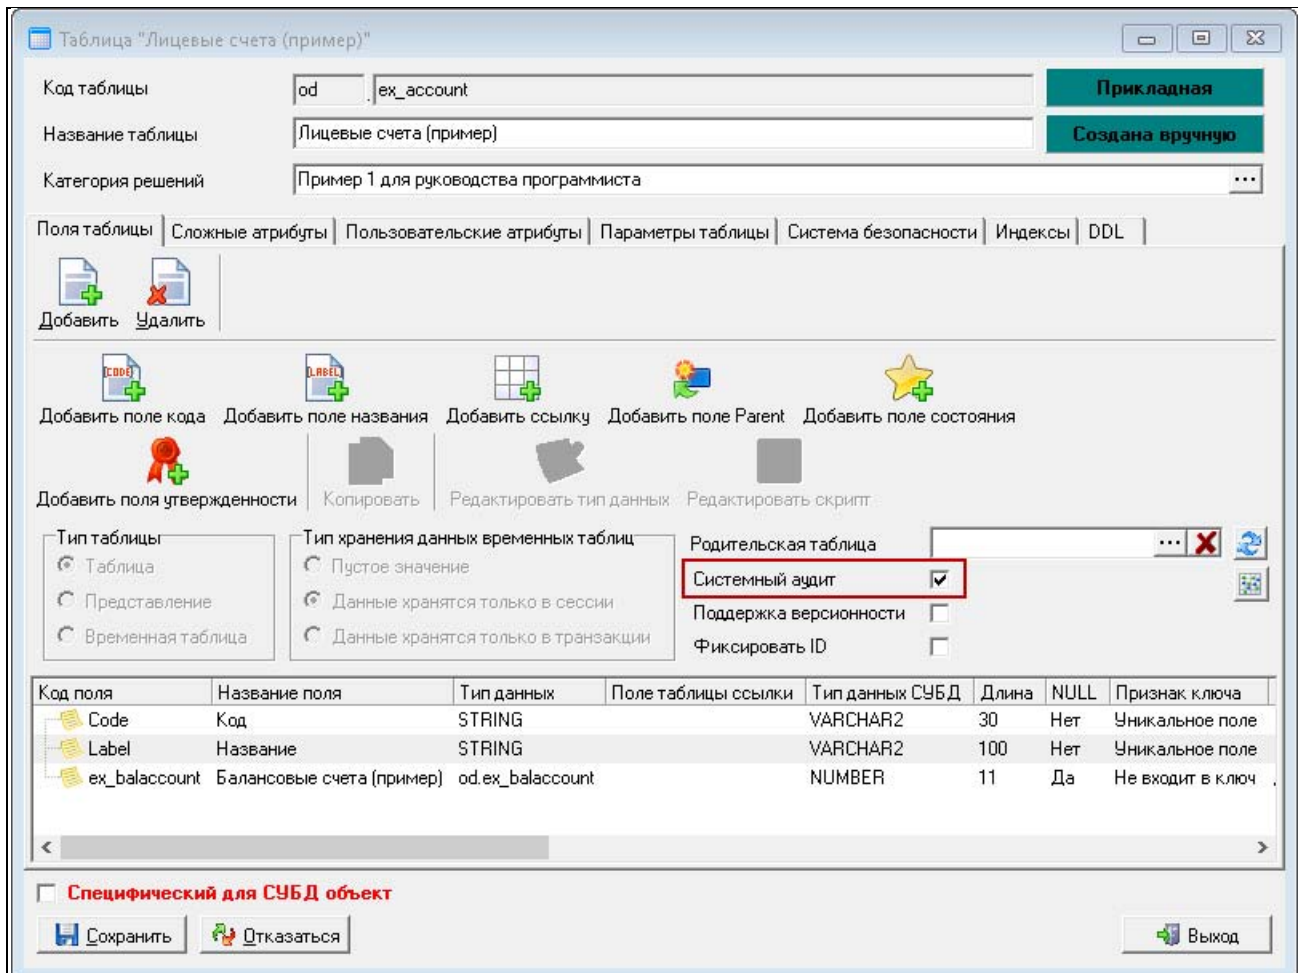 Таблица "Лицевые счета (пример)"
Код таблицы od . ex_account Прикладная
Название таблицы Лицевые счета (пример) Создана вручную
Категория решений Пример 1 для руководства программиста ...
Поля таблицы Сложные атрибуты Пользовательские атрибуты Параметры таблицы Система безопасности Индексы DDL
Добавить Удалить
CODE LABEL
Добавить поле кода Добавить поле названия Добавить ссылку Добавить поле Parent Добавить поле состояния
Добавить поля утвержденности Копировать Редактировать тип данных Редактировать скрипт
Тип таблицы Тип хранения данных временных таблиц Родительская таблица ...
Таблица Пустое значение Системный аудит
Представление Данные хранятся только в сессии Поддержка версионности
Временная таблица Данные хранятся только в транзакции Фиксировать ID
Код поля Название поля Тип данных Поле таблицы ссылки Тип данных СУБД Длина NULL Признак ключа
Code Код STRING VARCHAR2 30 Нет Уникальное поле
Label Название STRING VARCHAR2 100 Нет Уникальное поле
ex_balaccount Балансовые счета (пример) od.ex_balaccount NUMBER 11 Да Не входит в ключ
Специфический для СУБД объект
Сохранить Отказаться Выход